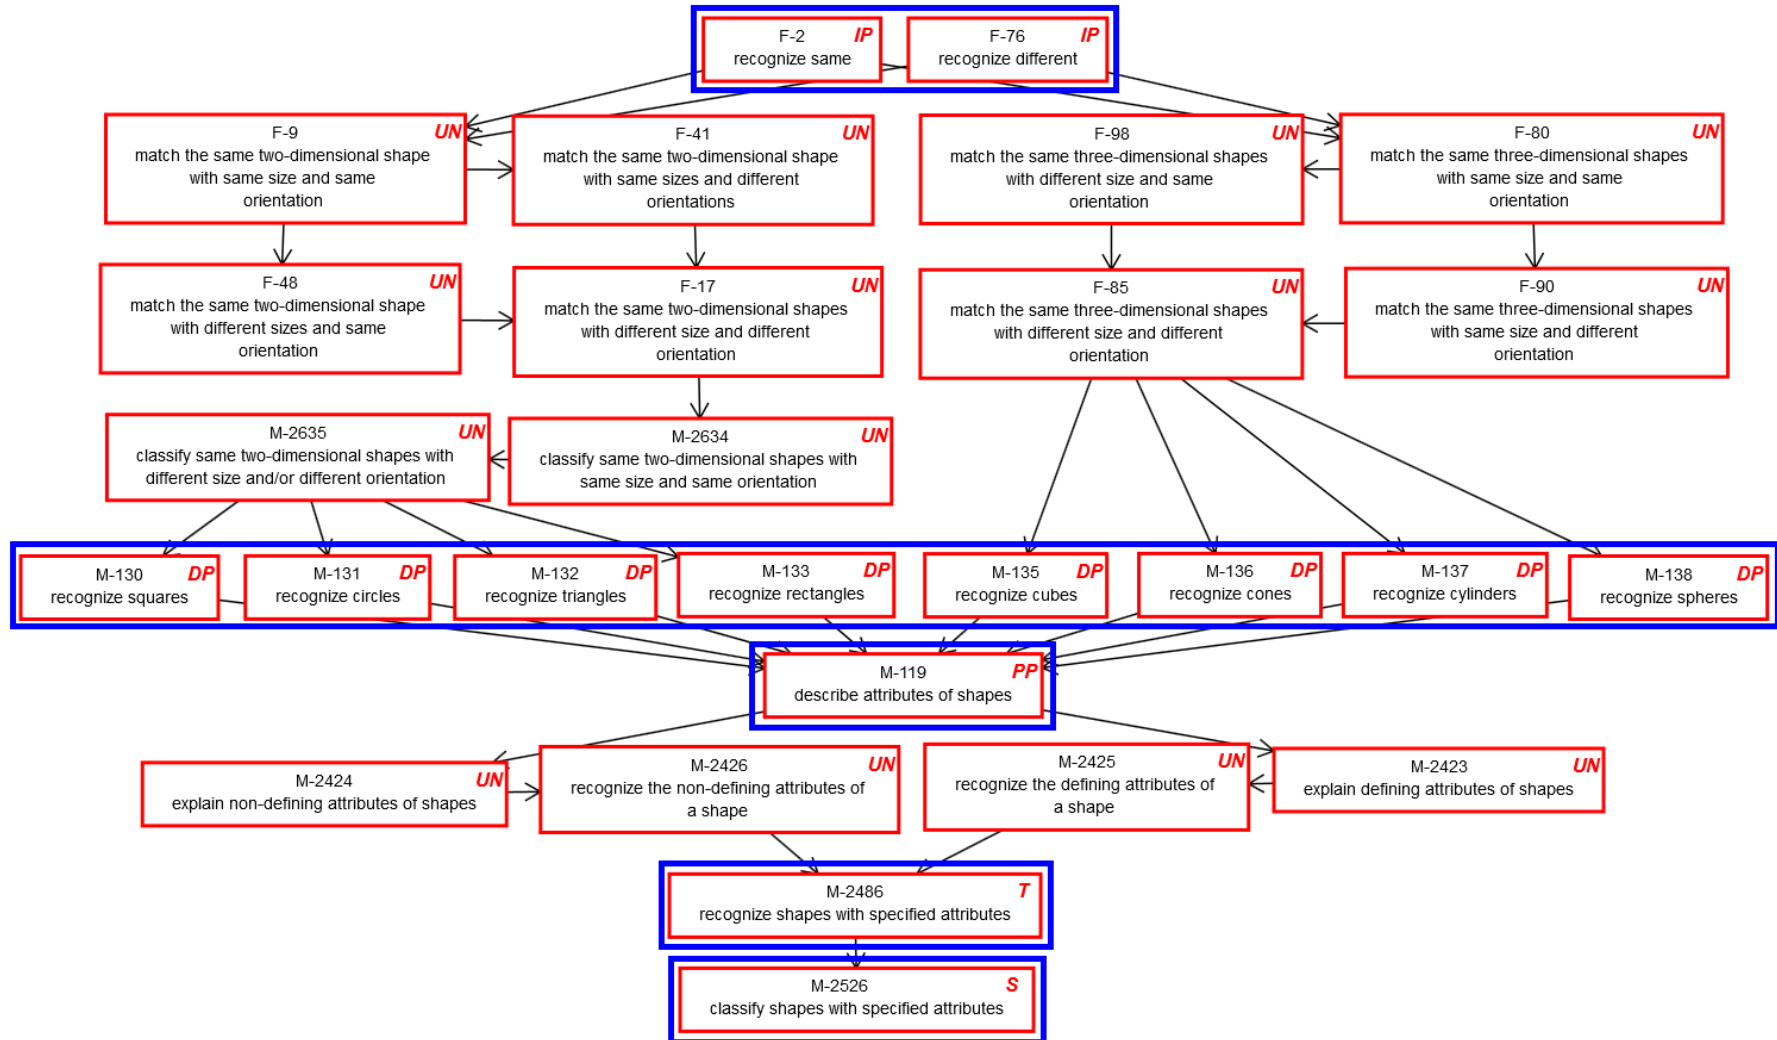 F-2 IP
recognize same
F-76 IP
recognize different
F-9 UN
match the same two-dimensional shape
with same size and same
orientation
F-41 UN
match the same two-dimensional shape
with same sizes and different
orientations
F-98 UN
match the same three-dimensional shapes
with different size and same
orientation
F-80 UN
match the same three-dimensional shapes
with same size and same
orientation
F-48 UN
match the same two-dimensional shape
with different sizes and same
orientation
F-17 UN
match the same two-dimensional shapes
with different size and different
orientation
F-85 UN
match the same three-dimensional shapes
with different size and different
orientation
F-90 UN
match the same three-dimensional shapes
with same size and different
orientation
M-2635 UN
classify same two-dimensional shapes with
different size and/or different orientation
M-2634 UN
classify same two-dimensional shapes with
same size and same orientation
M-130 DP
recognize squares
M-131 DP
recognize circles
M-132 DP
recognize triangles
M-133 DP
recognize rectangles
M-135 DP
recognize cubes
M-136 DP
recognize cones
M-137 DP
recognize cylinders
M-138 DP
recognize spheres
M-119 PP
describe attributes of shapes
M-2424 UN
explain non-defining attributes of shapes
M-2426 UN
recognize the non-defining attributes of
a shape
M-2425 UN
recognize the defining attributes of
a shape
M-2423 UN
explain defining attributes of shapes
M-2486 T
recognize shapes with specified attributes
M-2526 S
classify shapes with specified attributes